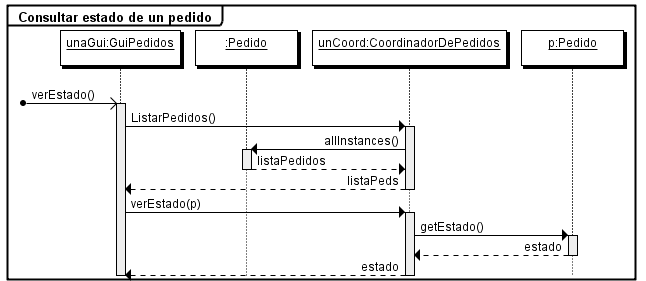 Consultar estado de un pedido
unaGui:GuiPedidos
:Pedido
unCoord:CoordinadorDePedidos
p:Pedido
verEstado()
ListarPedidos()
allInstances()
listaPedidos
listaPeds
verEstado(p)
getEstado()
estado
estado